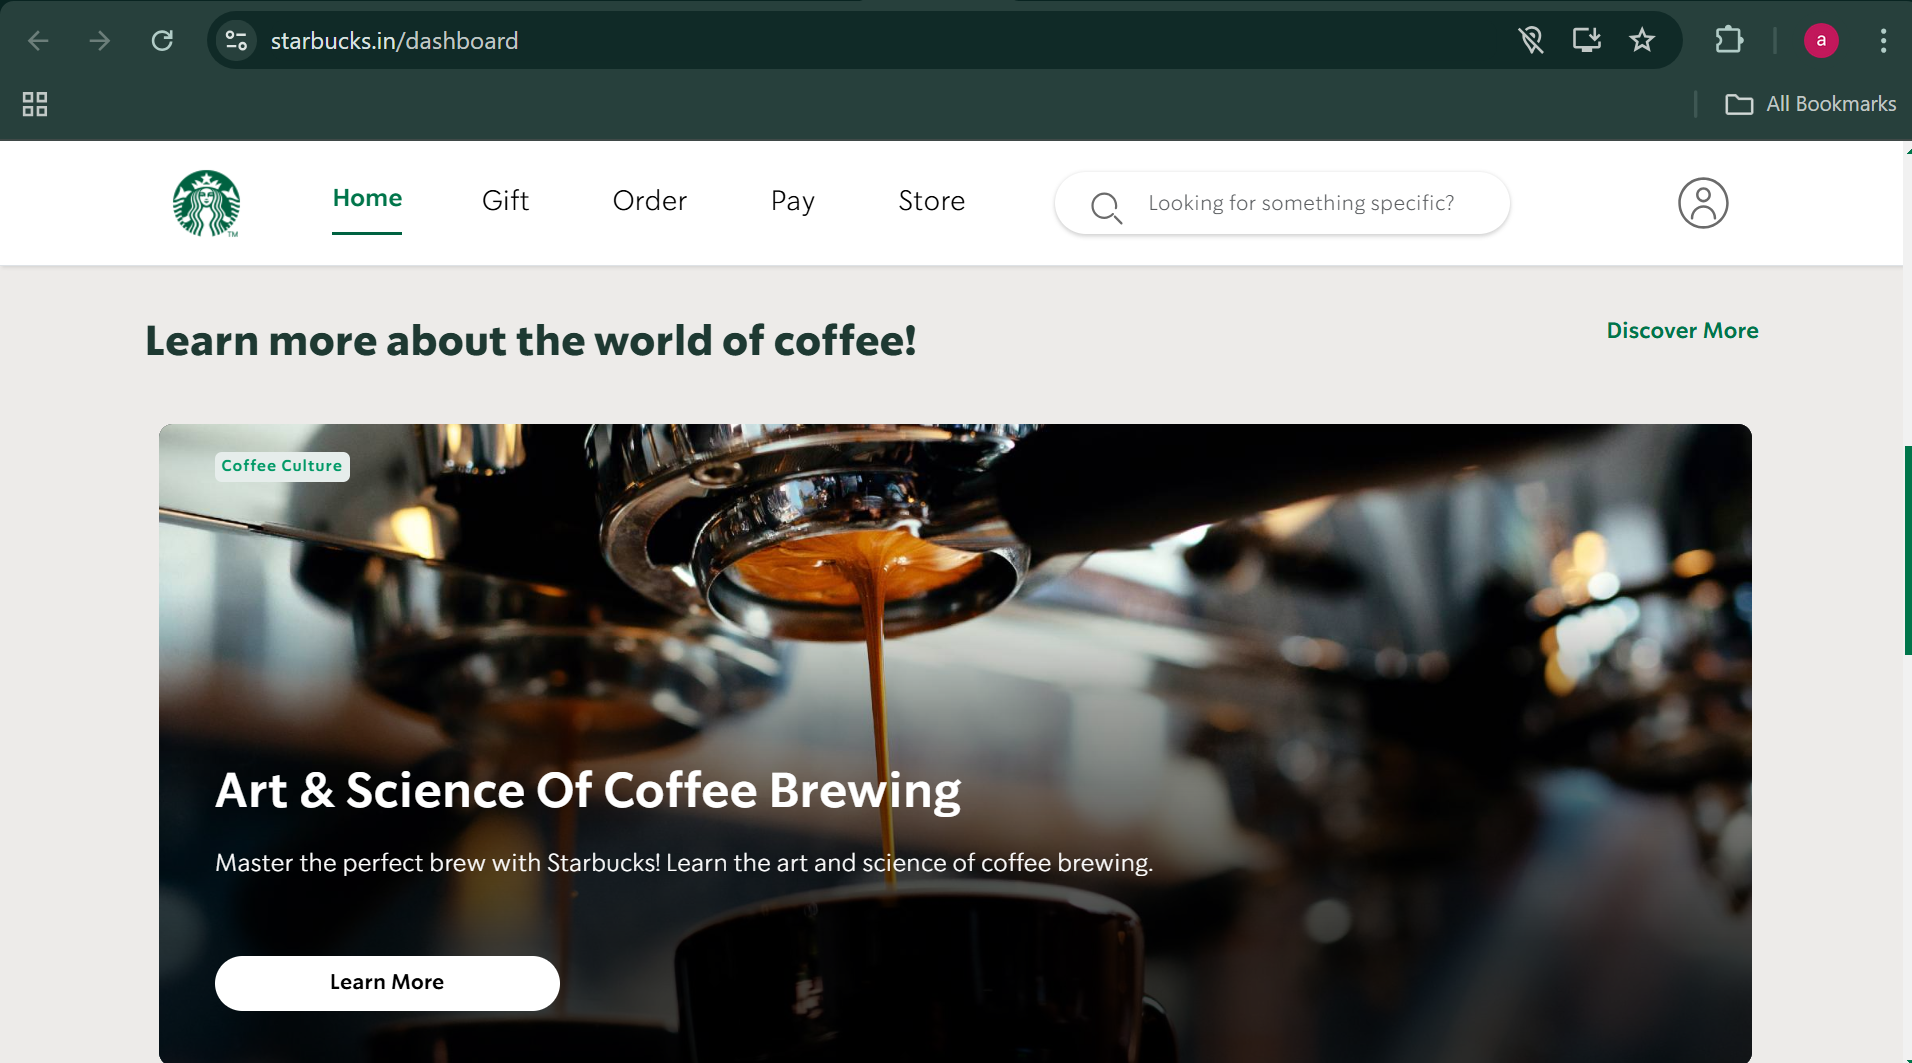 starbucks.in/dashboard
a
All Bookmarks
Home
Gift
Order
Pay
Store
Looking for something specific?
TM
Learn more about the world of coffee!
Discover More
Coffee Culture
Art & Science Of Coffee Brewing
Master the perfect brew with Starbucks! Learn the art and science of coffee brewing.
Learn More